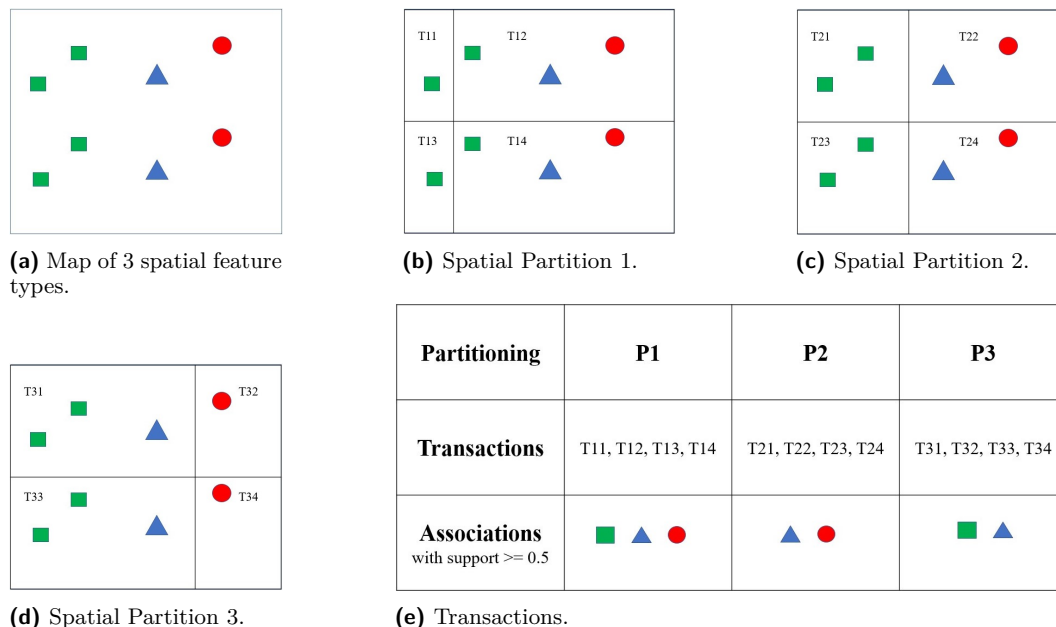 T11 T12
T21 T22
T13 T14
T23 T24
(a) Map of 3 spatial feature
types.
(b) Spatial Partition 1.
(c) Spatial Partition 2.
T31 T32
T33 T34
(d) Spatial Partition 3.
Partitioning P1 P2 P3
Transactions T11, T12, T13, T14 T21, T22, T23, T24 T31, T32, T33, T34
Associations
with support >= 0.5
(e) Transactions.